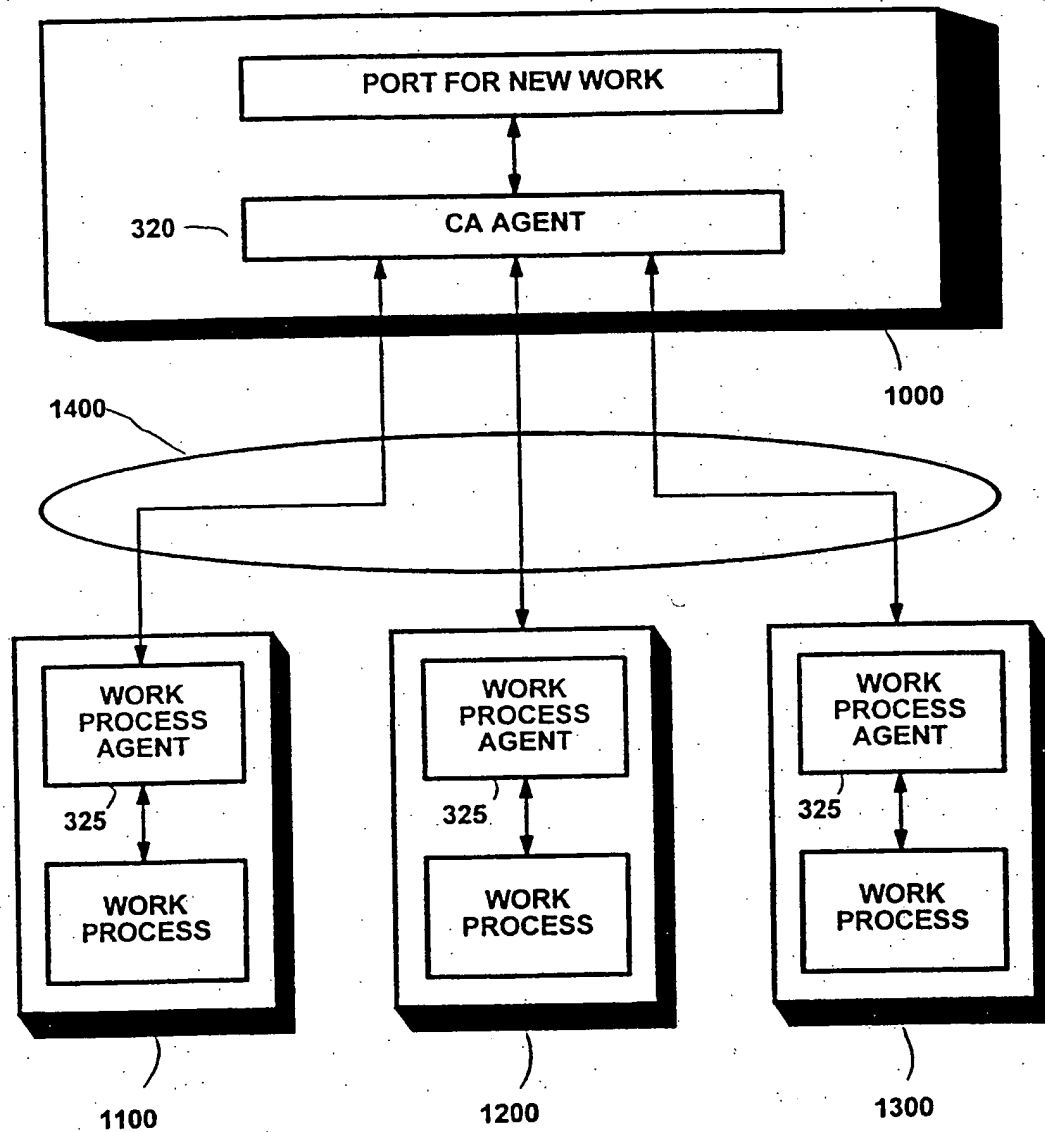 PORT FOR NEW WORK
CA AGENT
320
1000
1400
WORK
PROCESS
AGENT
325
WORK
PROCESS
1100
WORK
PROCESS
AGENT
325
WORK
PROCESS
1200
WORK
PROCESS
AGENT
325
WORK
PROCESS
1300